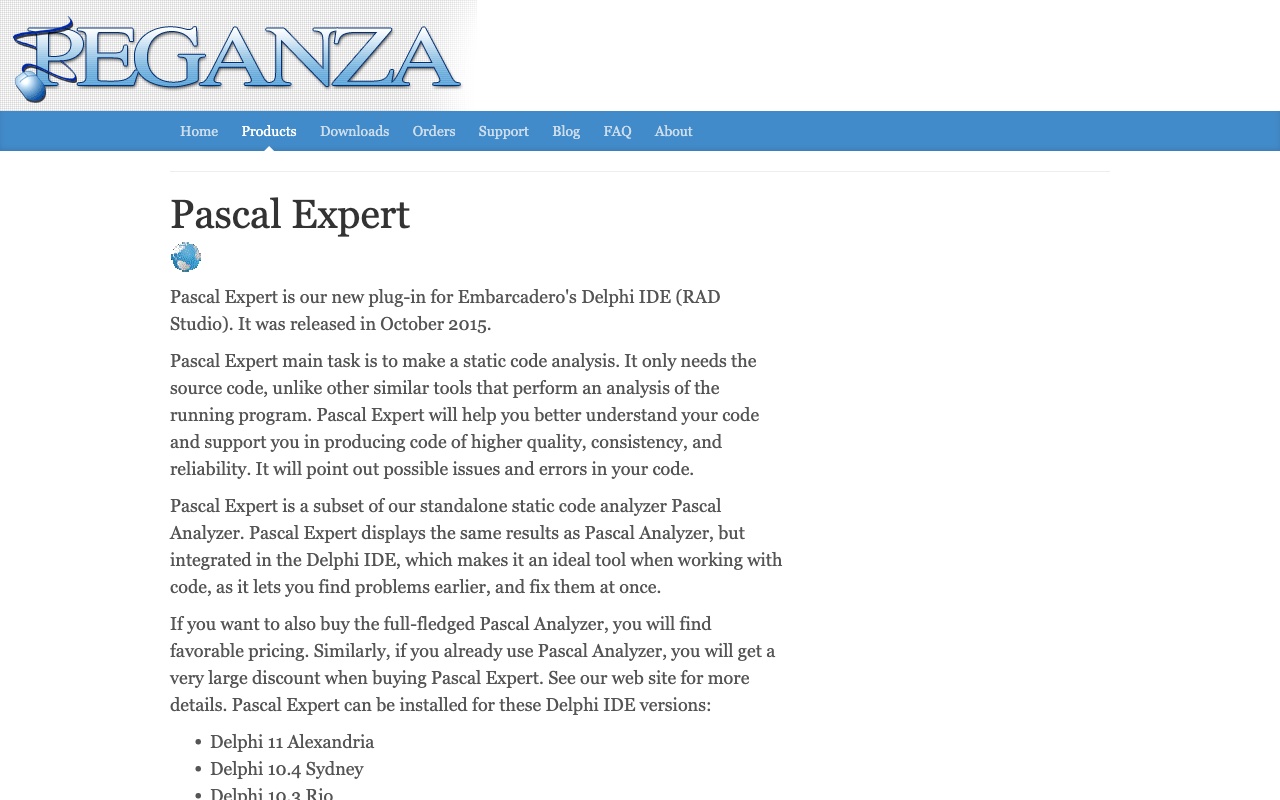 PEGANZA
Home Products Downloads Orders Support Blog FAQ About
Pascal Expert
Pascal Expert is our new plug-in for Embarcadero's Delphi IDE (RAD
Studio). It was released in October 2015.
Pascal Expert main task is to make a static code analysis. It only needs the
source code, unlike other similar tools that perform an analysis of the
running program. Pascal Expert will help you better understand your code
and support you in producing code of higher quality, consistency, and
reliability. It will point out possible issues and errors in your code.
Pascal Expert is a subset of our standalone static code analyzer Pascal
Analyzer. Pascal Expert displays the same results as Pascal Analyzer, but
integrated in the Delphi IDE, which makes it an ideal tool when working with
code, as it lets you find problems earlier, and fix them at once.
If you want to also buy the full-fledged Pascal Analyzer, you will find
favorable pricing. Similarly, if you already use Pascal Analyzer, you will get a
very large discount when buying Pascal Expert. See our web site for more
details. Pascal Expert can be installed for these Delphi IDE versions:
• Delphi 11 Alexandria
• Delphi 10.4 Sydney
• Delphi 10.3 Rio